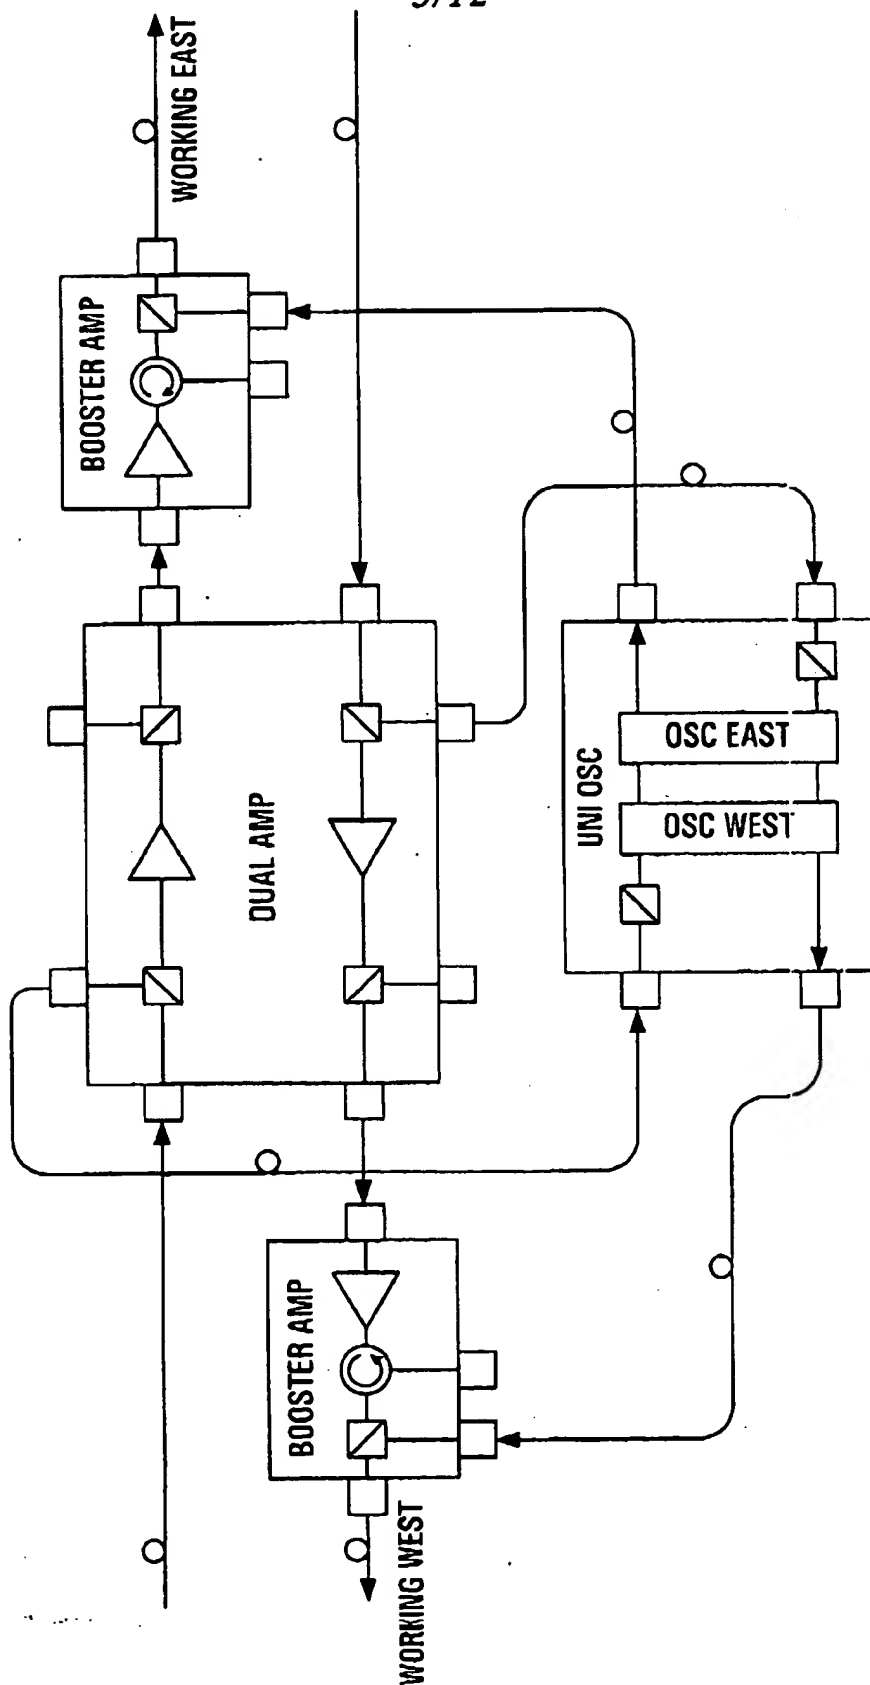 WORKING EAST
BOOSTER AMP
DUAL AMP
UNI OSC
OSC EAST
OSC WEST
BOOSTER AMP
WORKING WEST